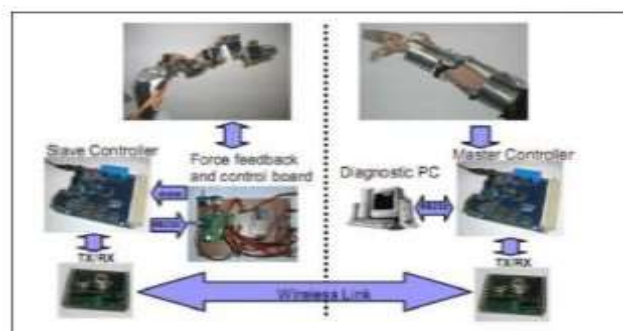 Slave Controller
Force feedback
and control board
Diagnostic PC
Master Controller
TX/RX
TX/RX
Wireless Link